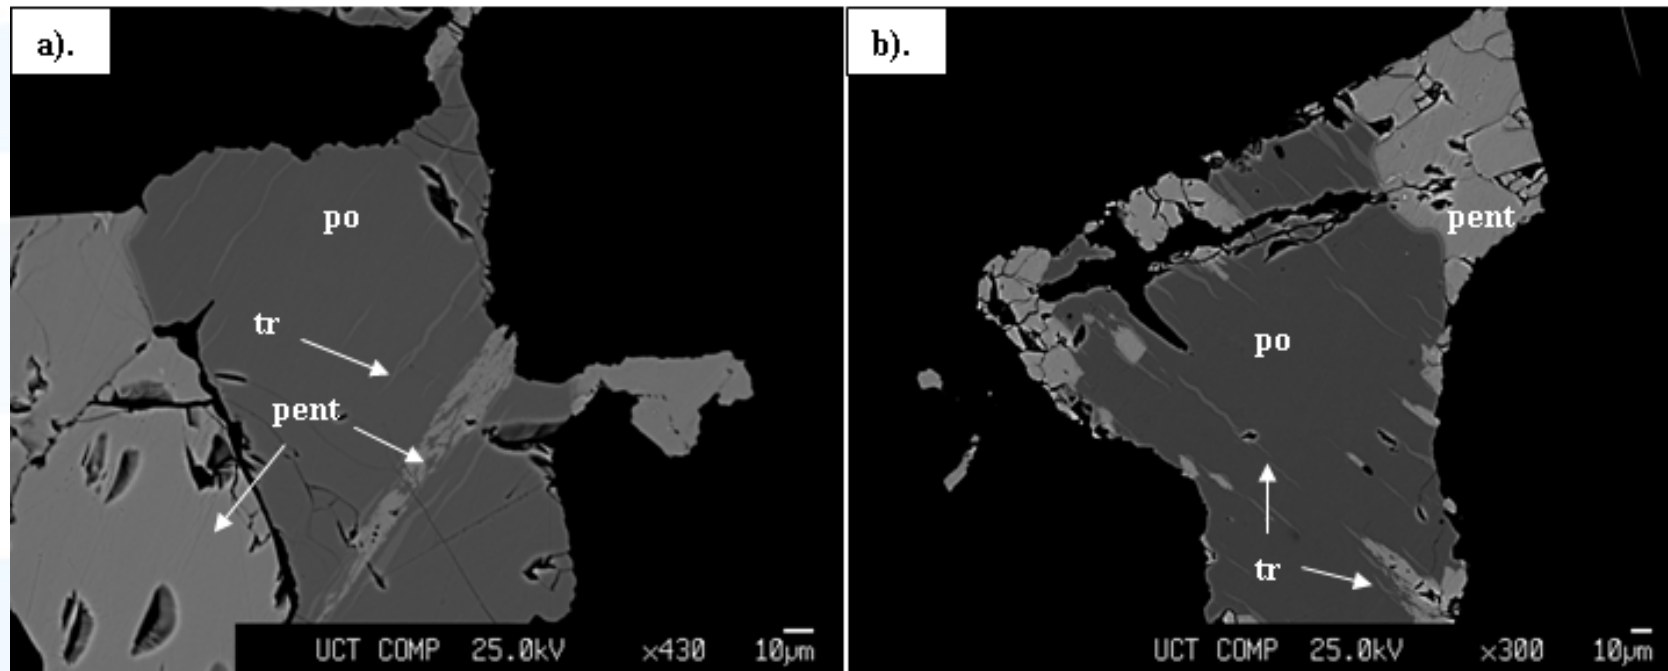 a).
po
tr
pent
UCT COMP 25.0kV ×430 10μm
b).
pent
po
tr
UCT COMP 25.0kV ×300 10μm